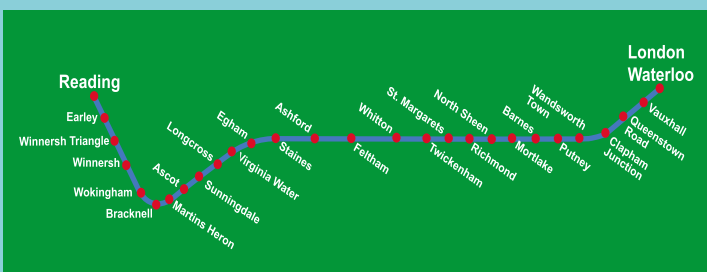 Reading
Earley
Winnersh Triangle
Winnersh
Wokingham
Bracknell
Martins Heron
Ascot
Sunningdale
Longcross
Virginia Water
Egham
Staines
Ashford
Feltham
Whitton
Twickenham
St. Margarets
Richmond
North Sheen
Mortlake
Barnes
Putney
Wandsworth
Town
Clapham
Junction
Queenstown
Road
Vauxhall
London
Waterloo